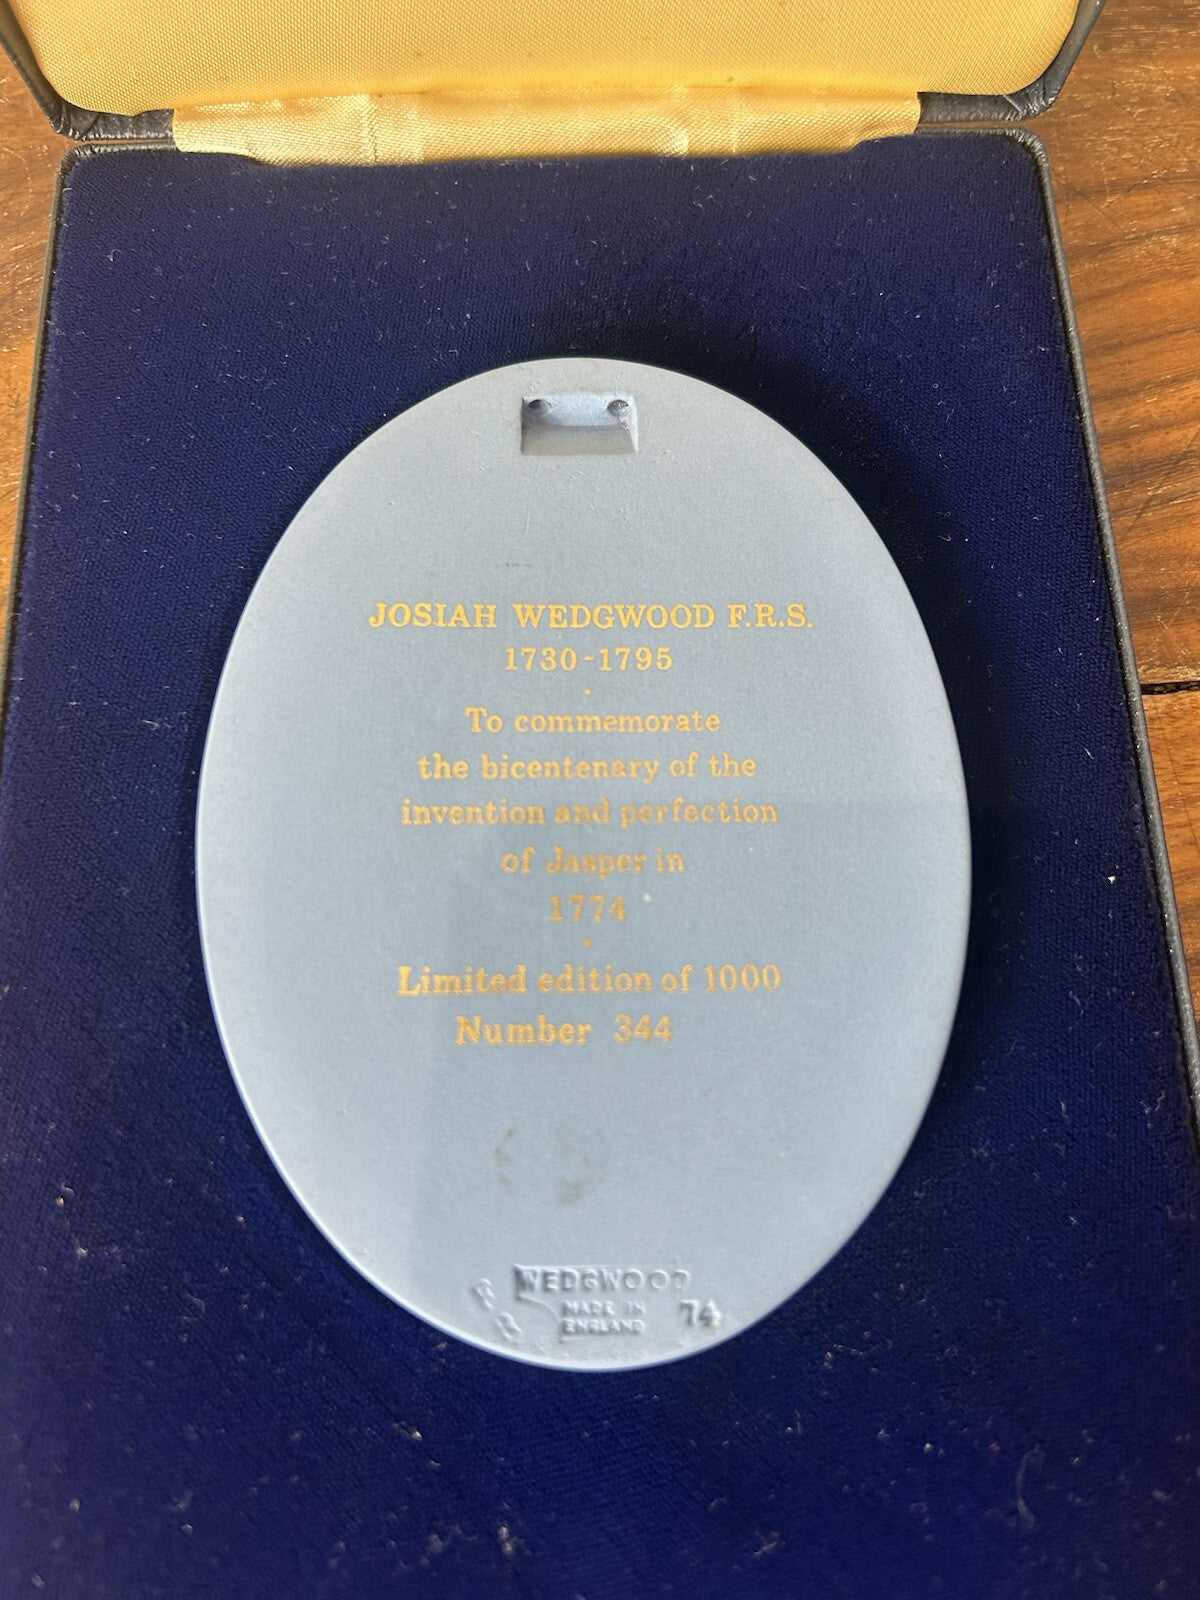 JOSIAH WEDGWOOD F.R.S.
1730-1795
To commemorate
the bicentenary of the
invention and perfection
of Jasper in
1774
Limited edition of 1000
Number 344
WEDGWOOD
MADE IN
ENGLAND
74